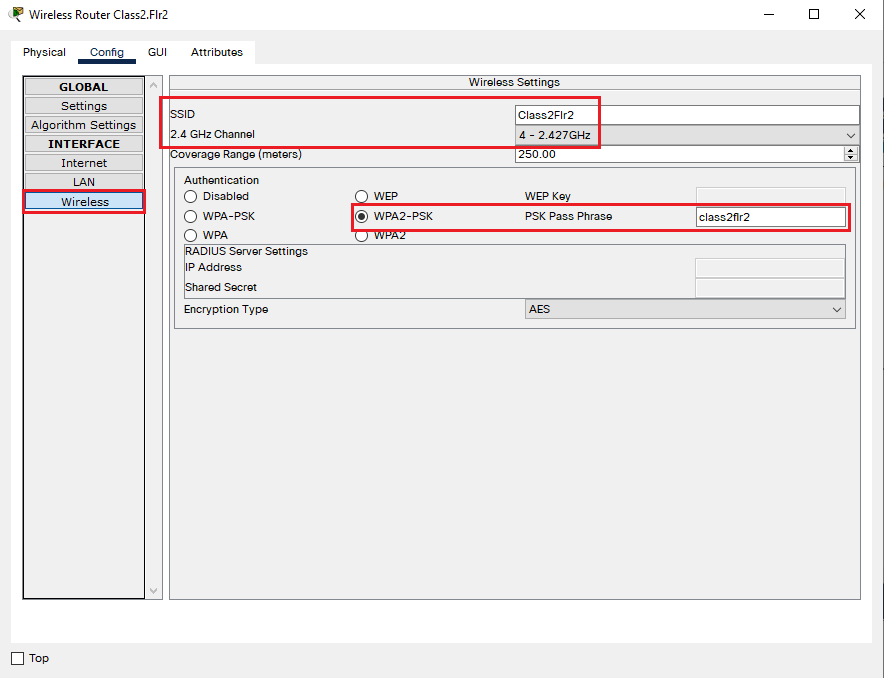 Wireless Router Class2.Flr2
Physical Config GUI Attributes
GLOBAL
Settings
Algorithm Settings
INTERFACE
Internet
LAN
Wireless
Wireless Settings
SSID Class2Flr2
2.4 GHz Channel 4 - 2.427GHz
Coverage Range (meters) 250.00
Authentication
Disabled WEP WEP Key
WPA-PSK WPA2-PSK PSK Pass Phrase class2flr2
WPA WPA2
RADIUS Server Settings
IP Address
Shared Secret
Encryption Type AES
Top